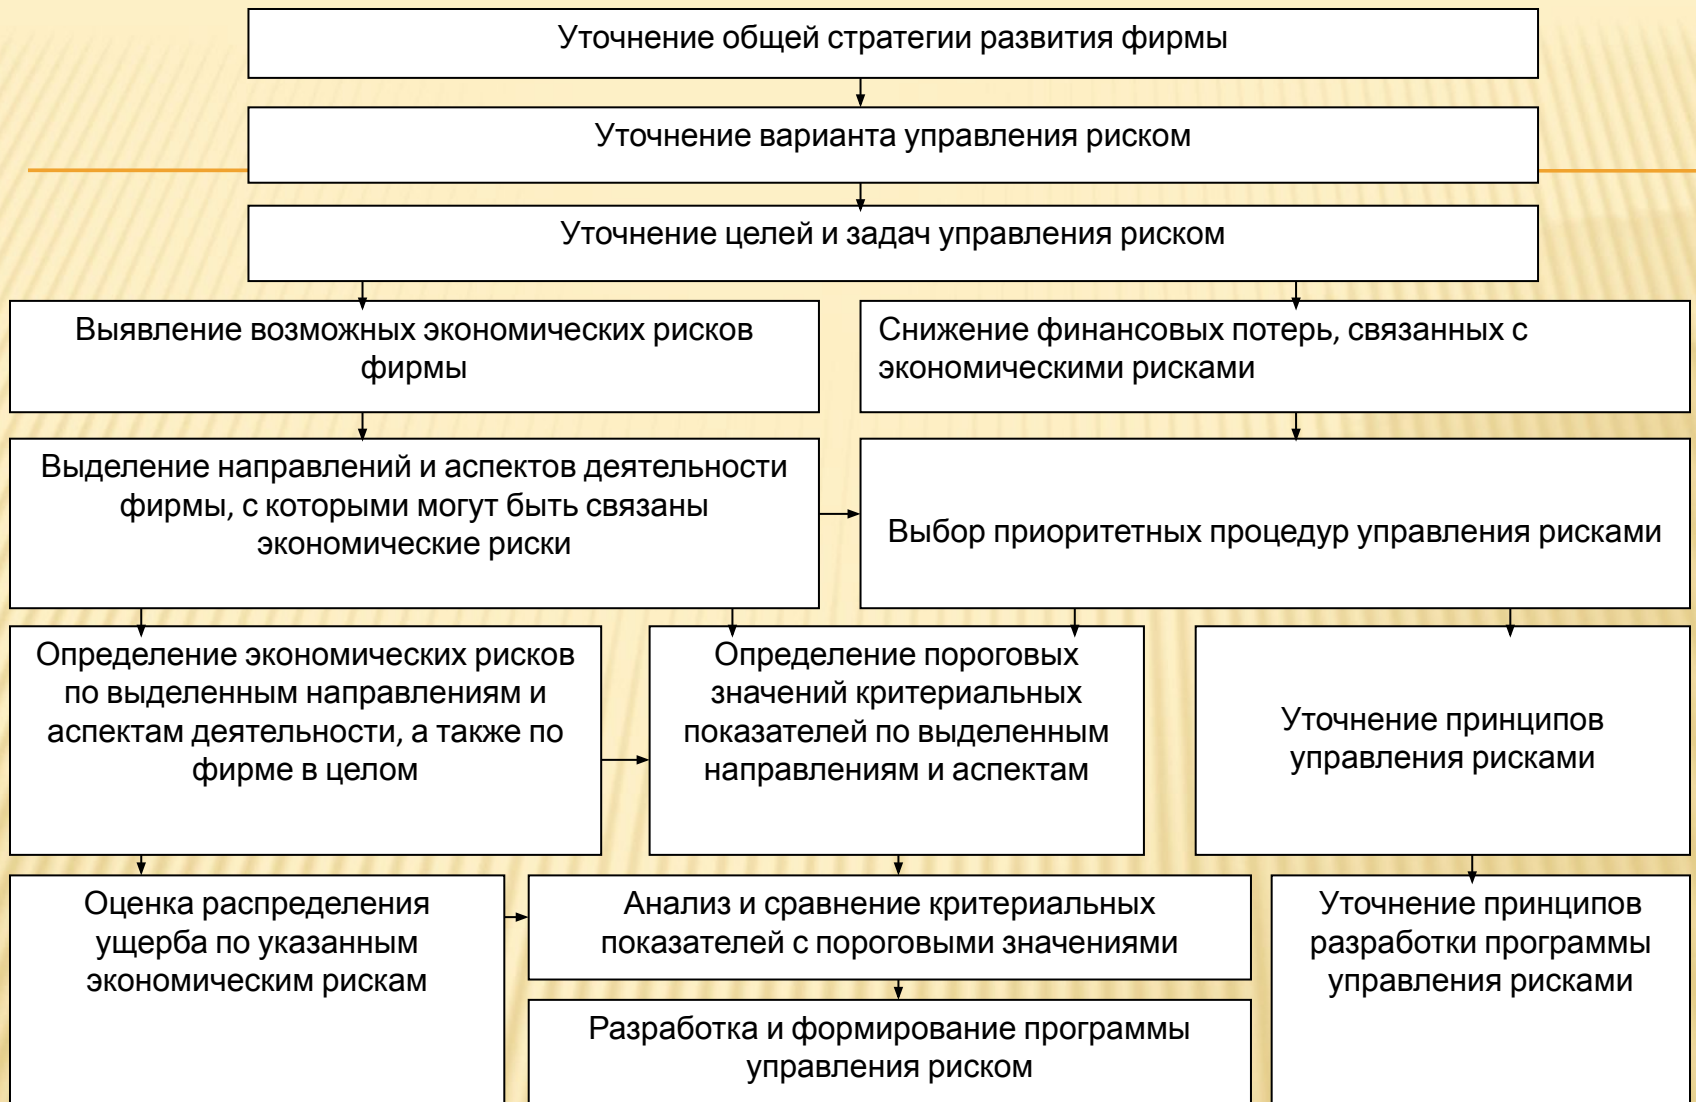 Уточнение общей стратегии развития фирмы
Уточнение варианта управления риском
Уточнение целей и задач управления риском
Выявление возможных экономических рисков
фирмы
Снижение финансовых потерь, связанных с
экономическими рисками
Выделение направлений и аспектов деятельности
фирмы, с которыми могут быть связаны
экономические риски
Выбор приоритетных процедур управления рисками
Определение экономических рисков
по выделенным направлениям и
аспектам деятельности, а также по
фирме в целом
Определение пороговых
значений критериальных
показателей по выделенным
направлениям и аспектам
Уточнение принципов
управления рисками
Оценка распределения
ущерба по указанным
экономическим рискам
Анализ и сравнение критериальных
показателей с пороговыми значениями
Уточнение принципов
разработки программы
управления рисками
Разработка и формирование программы
управления риском